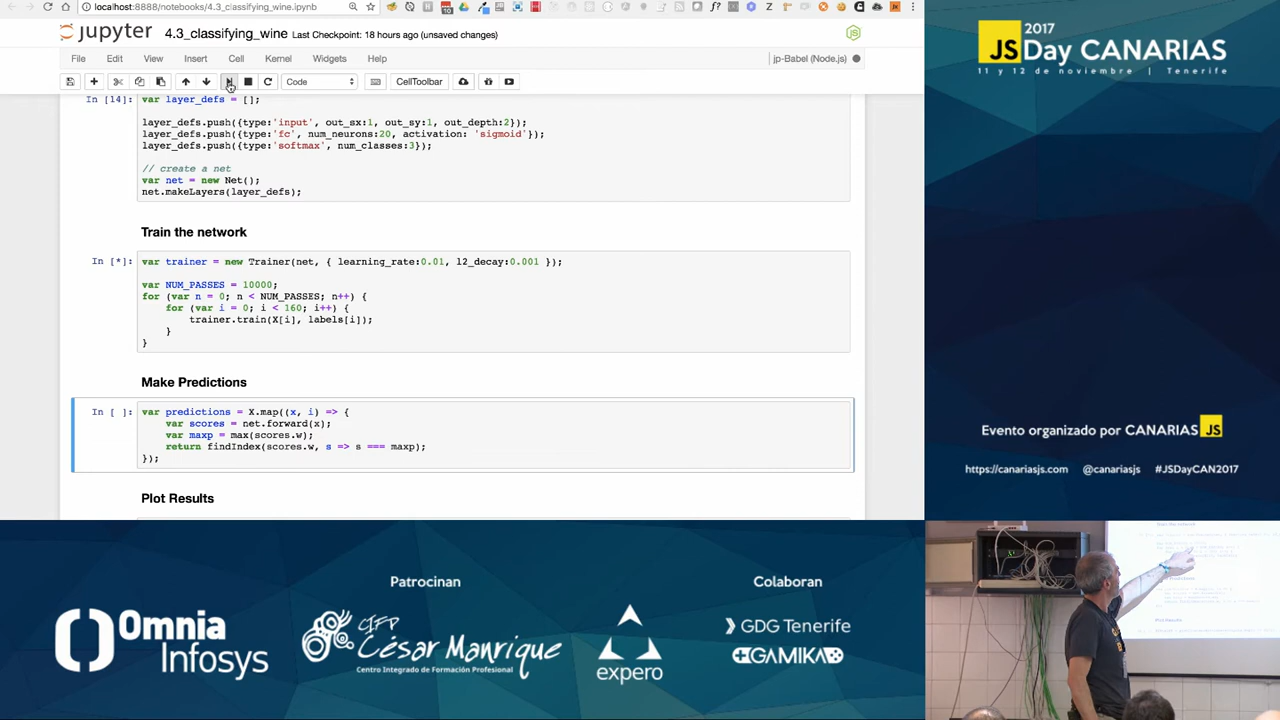 localhost:8888/notebooks/4.3_classifying_wine.ipynb
jupyter 4.3_classifying_wine Last Checkpoint: 18 hours ago (unsaved changes)
File Edit View Insert Cell Kernel Widgets Help jp-Babel (Node.js)
Code CellToolbar
In [14]: var layer_defs = [];
layer_defs.push({type:'input', out_sx:1, out_sy:1, out_depth:2});
layer_defs.push({type:'fc', num_neurons:20, activation: 'sigmoid'});
layer_defs.push({type:'softmax', num_classes:3});
// create a net
var net = new Net();
net.makeLayers(layer_defs);
Train the network
In [*]: var trainer = new Trainer(net, { learning_rate:0.01, l2_decay:0.001 });
var NUM_PASSES = 10000;
for (var n = 0; n < NUM_PASSES; n++) {
for (var i = 0; i < 160; i++) {
trainer.train(X[i], labels[i]);
}
}
Make Predictions
In [ ]: var predictions = X.map((x, i) => {
var scores = net.forward(x);
var maxp = max(scores.w);
return findIndex(scores.w, s => s === maxp);
});
Plot Results
2017
JSDay CANARIAS
11 y 12 de noviembre | Tenerife
Evento organizado por CANARIAS JS
https://canariasjs.com @canariasjs #JSDayCAN2017
Patrocinan
Omnia
Infosys
CIFP
César Manrique
Centro Integrado de Formación Profesional
expero
Colaboran
GDG Tenerife
GAMIKA